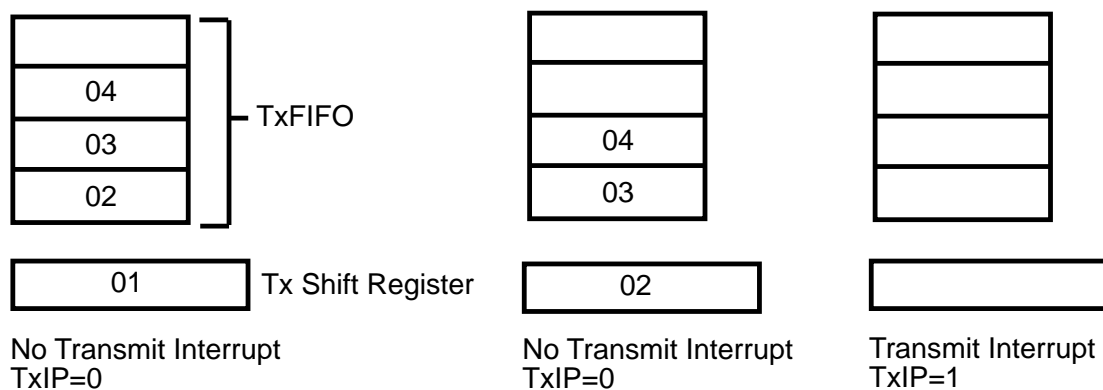 04
03
02
TxFIFO
04
03
01
Tx Shift Register
02
No Transmit Interrupt
TxIP=0
No Transmit Interrupt
TxIP=0
Transmit Interrupt
TxIP=1